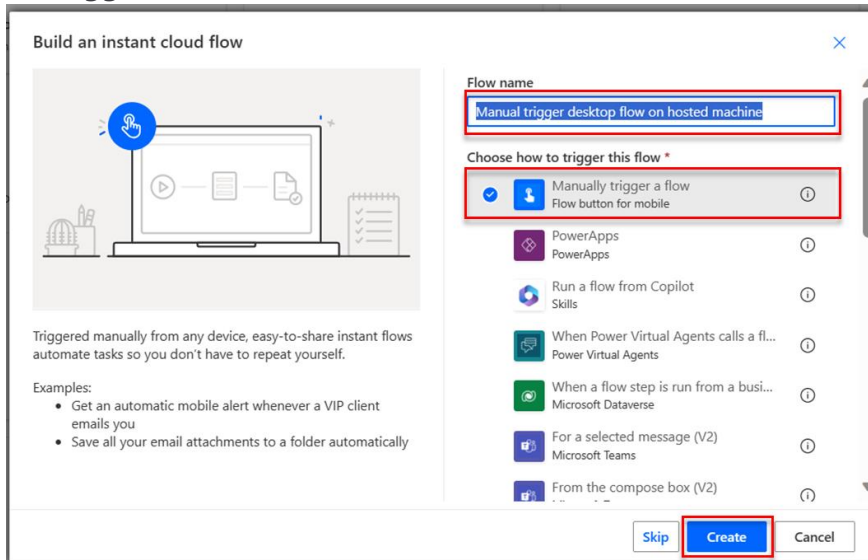 Build an instant cloud flow
Triggered manually from any device, easy-to-share instant flows
automate tasks so you don't have to repeat yourself.
Examples:
• Get an automatic mobile alert whenever a VIP client
emails you
• Save all your email attachments to a folder automatically
Flow name
Manual trigger desktop flow on hosted machine
Choose how to trigger this flow *
Manually trigger a flow
Flow button for mobile
PowerApps
PowerApps
Run a flow from Copilot
Skills
When Power Virtual Agents calls a fl...
Power Virtual Agents
When a flow step is run from a busi...
Microsoft Dataverse
For a selected message (V2)
Microsoft Teams
From the compose box (V2)
Skip
Create
Cancel